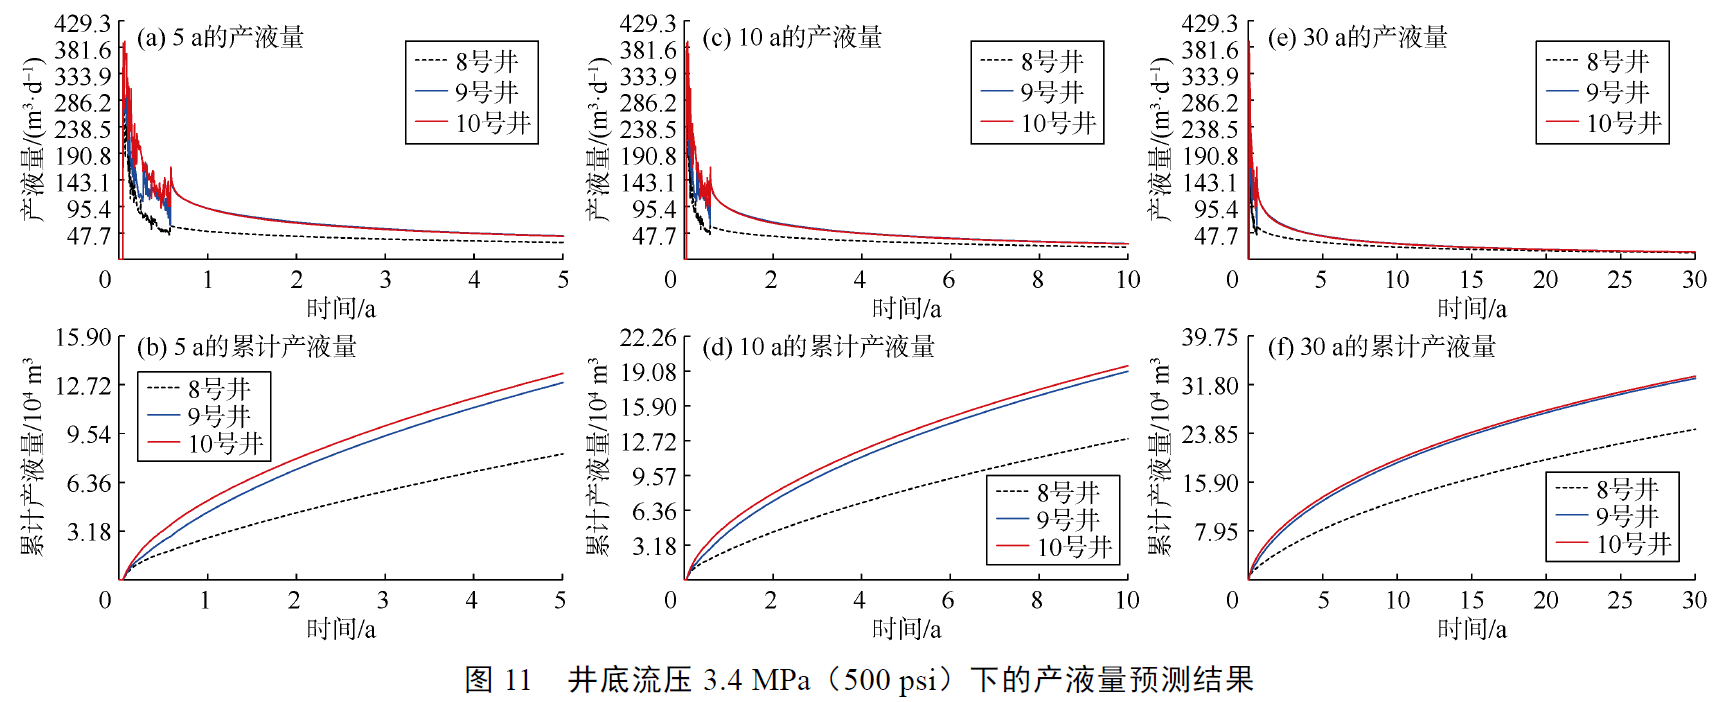 (a) 5 a的产液量
产液量/(m³·d⁻¹)
429.3
381.6
333.9
286.2
238.5
190.8
143.1
95.4
47.7
8号井
9号井
10号井
0 1 2 3 4 5
时间/a
(c) 10 a的产液量
产液量/(m³·d⁻¹)
429.3
381.6
333.9
286.2
238.5
190.8
143.1
95.4
47.7
8号井
9号井
10号井
0 2 4 6 8 10
时间/a
(e) 30 a的产液量
产液量/(m³·d⁻¹)
429.3
381.6
333.9
286.2
238.5
190.8
143.1
95.4
47.7
8号井
9号井
10号井
0 5 10 15 20 25 30
时间/a
(b) 5 a的累计产液量
累计产液量/10⁴ m³
15.90
12.72
9.54
6.36
3.18
8号井
9号井
10号井
0 1 2 3 4 5
时间/a
(d) 10 a的累计产液量
累计产液量/10⁴ m³
22.26
19.08
15.90
12.72
9.57
6.36
3.18
8号井
9号井
10号井
0 2 4 6 8 10
时间/a
(f) 30 a的累计产液量
累计产液量/10⁴ m³
39.75
31.80
23.85
15.90
7.95
8号井
9号井
10号井
0 5 10 15 20 25 30
时间/a
图 11 井底流压 3.4 MPa（500 psi）下的产液量预测结果